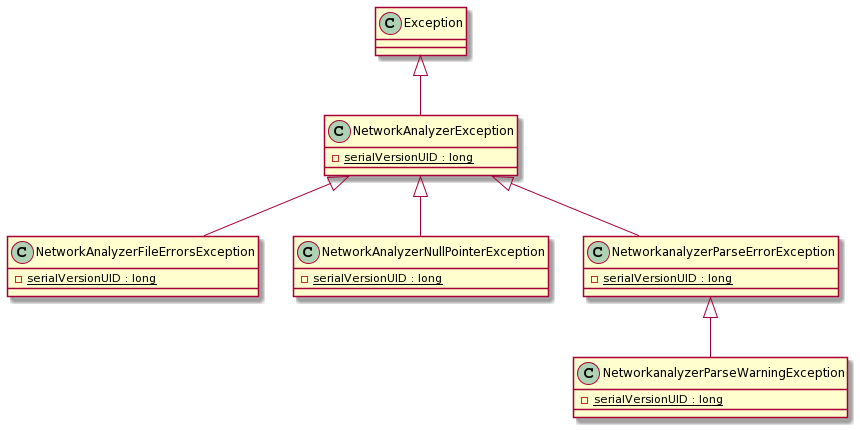 C Exception
C NetworkAnalyzerException
serialVersionUID : long
C NetworkAnalyzerFileErrorsException
serialVersionUID : long
C NetworkAnalyzerNullPointerException
serialVersionUID : long
C NetworkanalyzerParseErrorException
serialVersionUID : long
C NetworkanalyzerParseWarningException
serialVersionUID : long